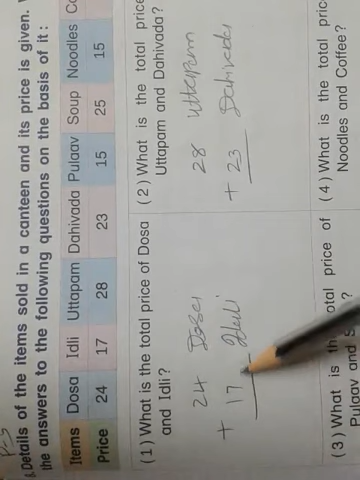 Details of the items sold in a canteen and its price is given.
the answers to the following questions on the basis of it :
Items Dosa Idli Uttapam Dahivada Pulaav Soup Noodles
Price 24 17 28 23 15 25 15
(1) What is the total price of Dosa
and Idli?
24 Dosa
+ 17 Idli
(2) What is the total price
Uttapam and Dahivada?
28 Uttapam
+ 23 Dahivada
(3) What is otal price of
Pulaav and
(4) What is the total
Noodles and Coffee?